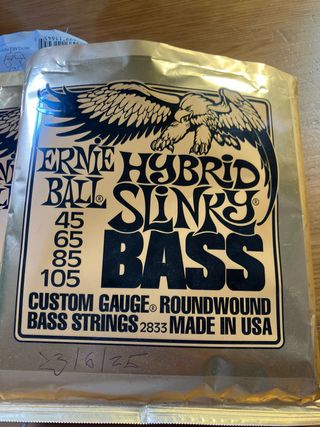 ERNIE
BALL®
HYBRID
SLINKY®
BASS
45
65
85
105
CUSTOM GAUGE® ROUNDWOUND
BASS STRINGS 2833 MADE IN USA
23/6/25